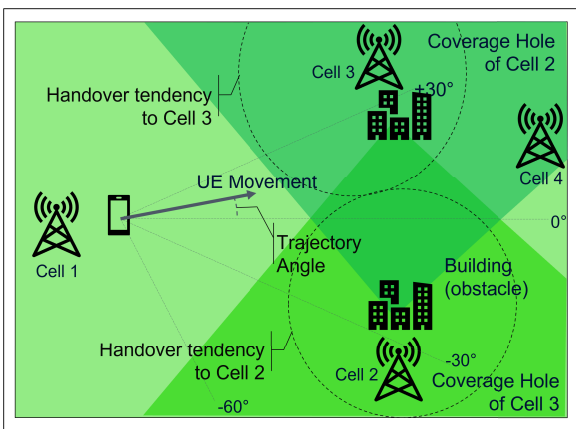 Coverage Hole
of Cell 2
Cell 3
+30°
Handover tendency
to Cell 3
Cell 4
UE Movement
0°
Cell 1
Trajectory
Angle
Building
(obstacle)
Handover tendency
to Cell 2
-30°
Cell 2
Coverage Hole
of Cell 3
-60°